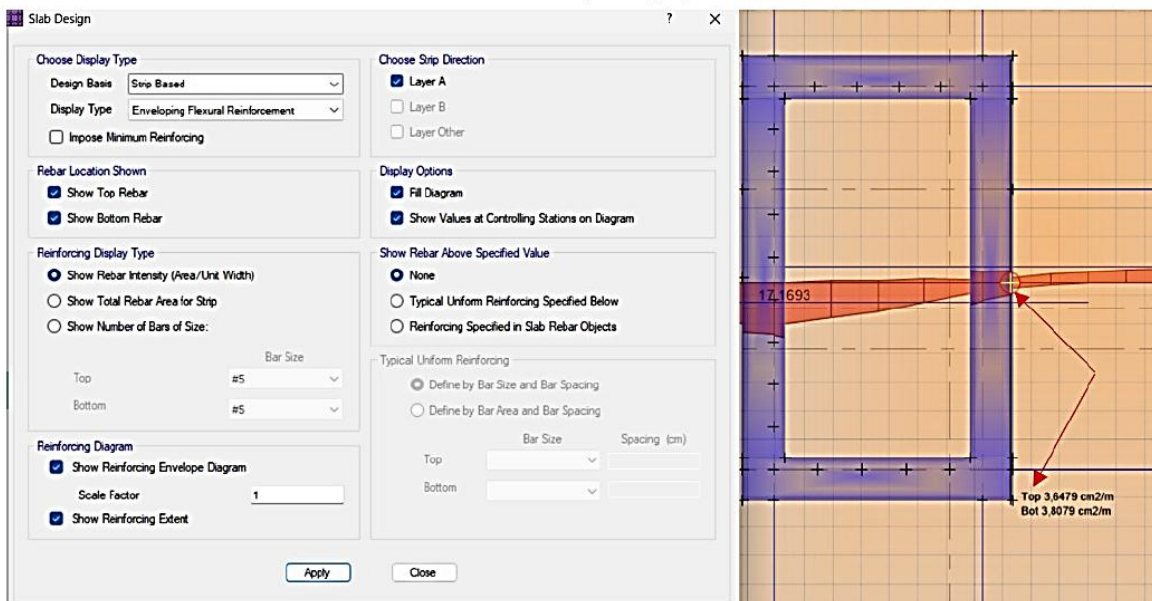 Slab Design
?
Choose Display Type
Design Basis
Strip Based
Display Type
Enveloping Flexural Reinforcement
Impose Minimum Reinforcing
Rebar Location Shown
Show Top Rebar
Show Bottom Rebar
Reinforcing Display Type
Show Rebar Intensity (Area/Unit Width)
Show Total Rebar Area for Strip
Show Number of Bars of Size:
Bar Size
Top
#5
Bottom
#5
Reinforcing Diagram
Show Reinforcing Envelope Diagram
Scale Factor
1
Show Reinforcing Extent
Choose Strip Direction
Layer A
Layer B
Layer Other
Display Options
Fill Diagram
Show Values at Controlling Stations on Diagram
Show Rebar Above Specified Value
None
Typical Uniform Reinforcing Specified Below
Reinforcing Specified in Slab Rebar Objects
Typical Uniform Reinforcing
Define by Bar Size and Bar Spacing
Define by Bar Area and Bar Spacing
Bar Size
Spacing (cm)
Top
Bottom
Apply
Close
17.1693
Top 3,6479 cm2/m
Bot 3,8079 cm2/m